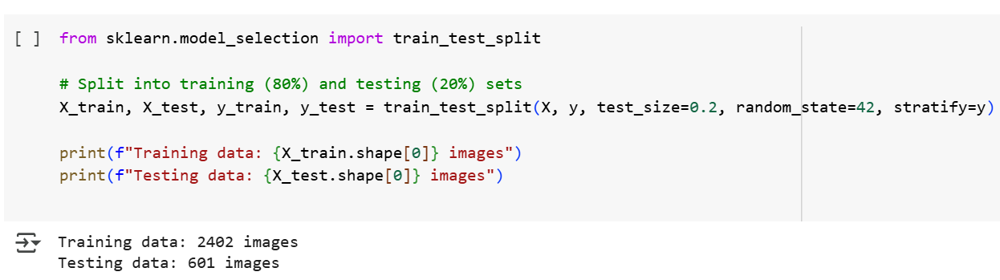 [ ] from sklearn.model_selection import train_test_split
# Split into training (80%) and testing (20%) sets
X_train, X_test, y_train, y_test = train_test_split(X, y, test_size=0.2, random_state=42, stratify=y)
print(f"Training data: {X_train.shape[0]} images")
print(f"Testing data: {X_test.shape[0]} images")
Training data: 2402 images
Testing data: 601 images